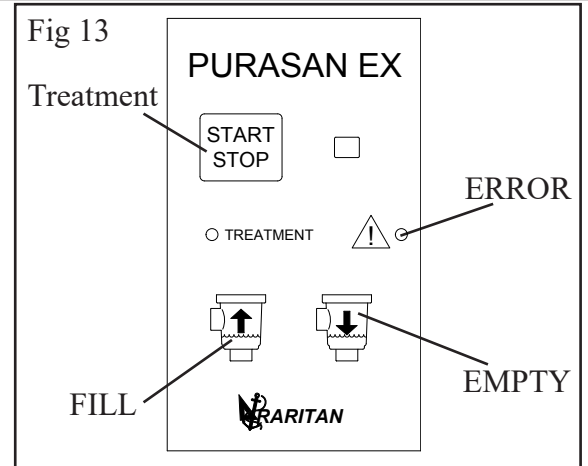 Fig 13
PURASAN EX
Treatment
START
STOP
ERROR
TREATMENT
!
FILL
EMPTY
RARITAN